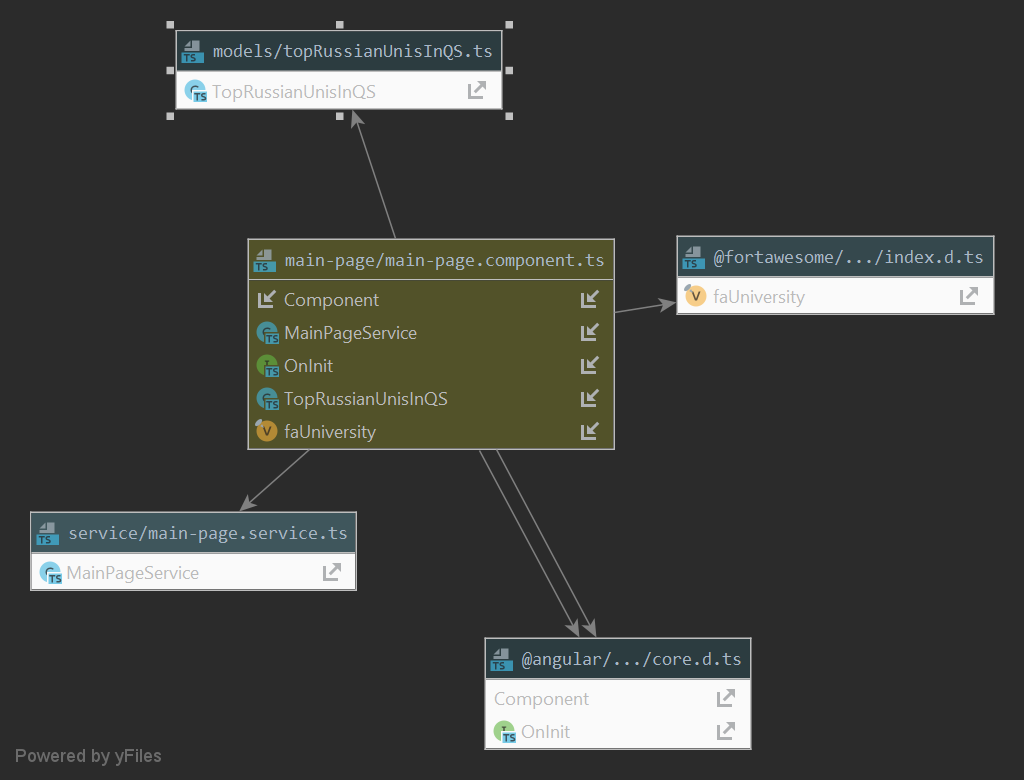 models/topRussianUnisInQS.ts
TopRussianUnisInQS
main-page/main-page.component.ts
Component
MainPageService
OnInit
TopRussianUnisInQS
faUniversity
@fortawesome/.../index.d.ts
faUniversity
service/main-page.service.ts
MainPageService
@angular/.../core.d.ts
Component
OnInit
Powered by yFiles